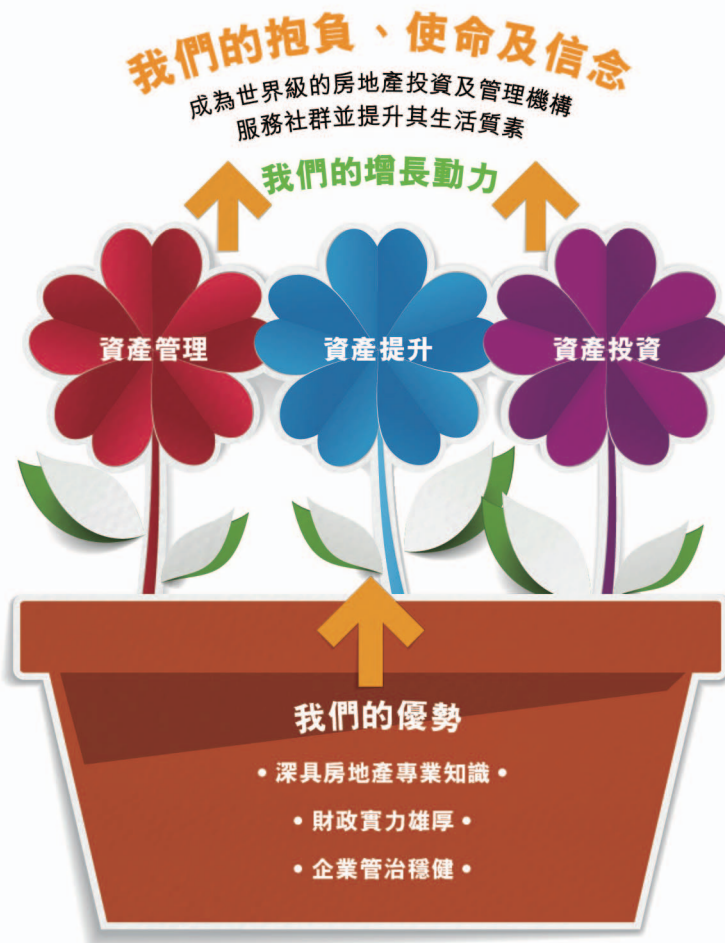 我們的抱負、使命及信念
成為世界級的房地產投資及管理機構
服務社群並提升其生活質素
我們的增長動力
資產管理
資產提升
資產投資
我們的優勢
• 深具房地產專業知識 •
• 財政實力雄厚 •
• 企業管治穩健 •